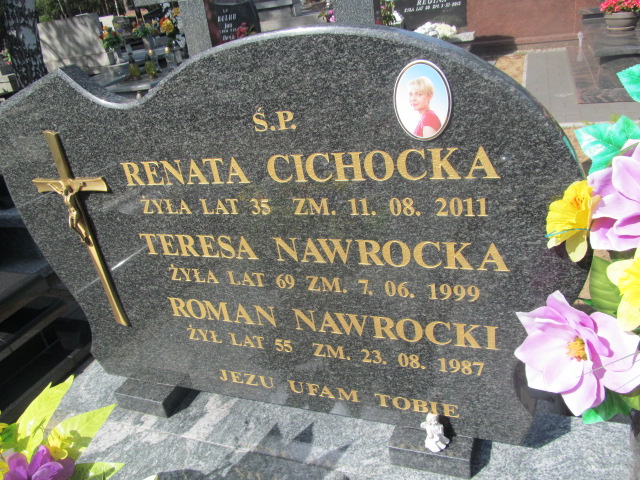 Ś.P.
RENATA CICHOCKA
ŻYŁA LAT 35 ZM. 11. 08. 2011
TERESA NAWROCKA
ŻYŁA LAT 69 ZM. 7. 06. 1999
ROMAN NAWROCKI
ŻYŁ LAT 55 ZM. 23. 08. 1987
JEZU UFAM TOBIE
REGINA